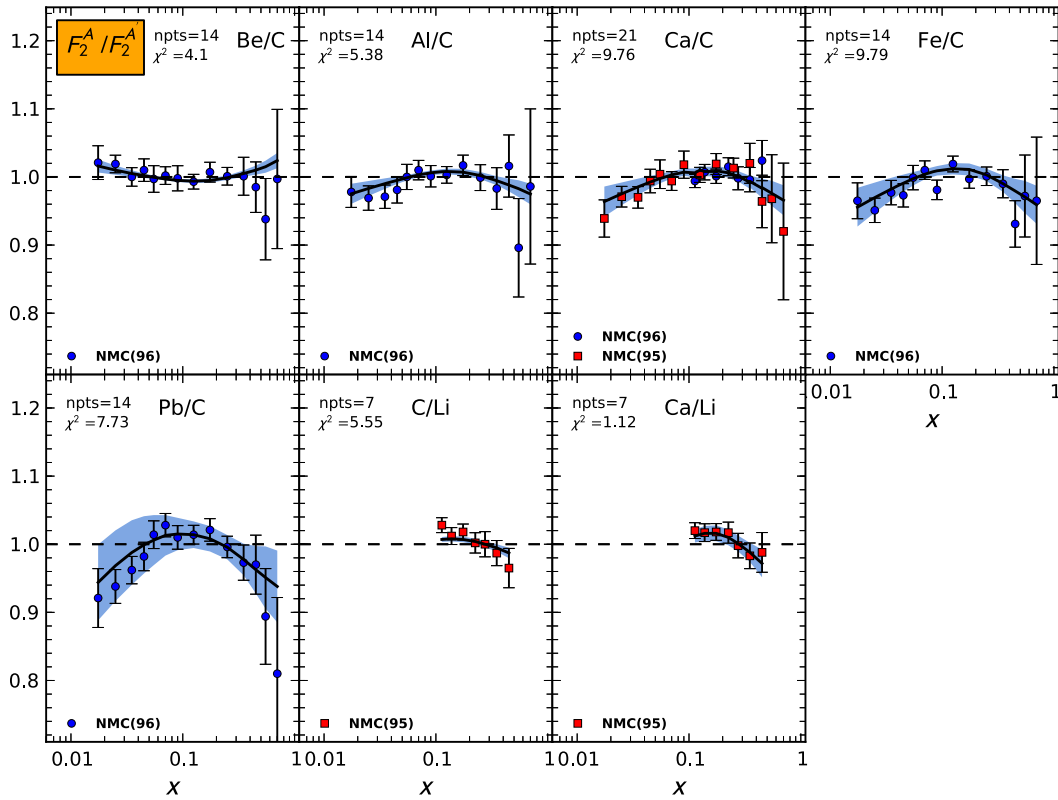 F₂ᴬ /F₂ᴬ′
npts=14
χ² =4.1
Be/C
npts=14
χ² =5.38
Al/C
npts=21
χ² =9.76
Ca/C
npts=14
χ² =9.79
Fe/C
1.2
1.1
1.0
0.9
0.8
NMC(96)
NMC(96)
NMC(96)
NMC(95)
NMC(96)
0.01 0.1 1
x
npts=14
χ² =7.73
Pb/C
npts=7
χ² =5.55
C/Li
npts=7
χ² =1.12
Ca/Li
1.2
1.1
1.0
0.9
0.8
NMC(96)
NMC(95)
NMC(95)
0.01 0.1 1
0.01 0.1 1
0.01 0.1 1
x
x
x